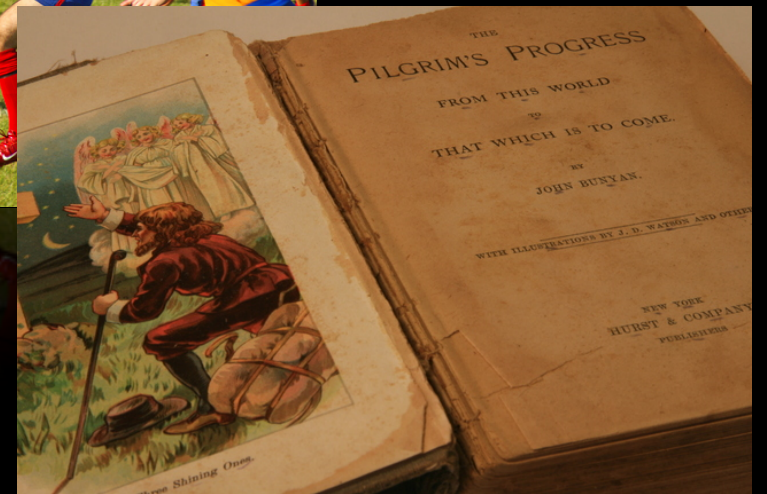 THE
PILGRIM'S PROGRESS
FROM THIS WORLD
TO
THAT WHICH IS TO COME.
BY
JOHN BUNYAN.
WITH ILLUSTRATIONS BY J. D. WATSON AND
NEW YORK
HURST & COMPANY
PUBLISHERS
Shining Ones.